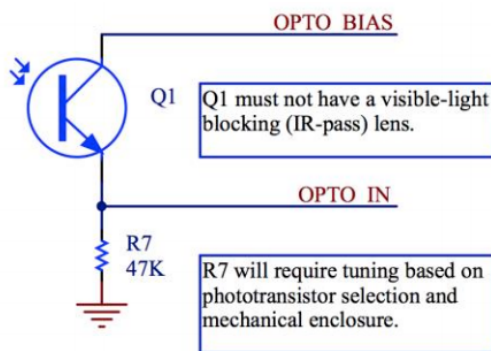 OPTO BIAS
Q1
Q1 must not have a visible-light
blocking (IR-pass) lens.
OPTO IN
R7
47K
R7 will require tuning based on
phototransistor selection and
mechanical enclosure.